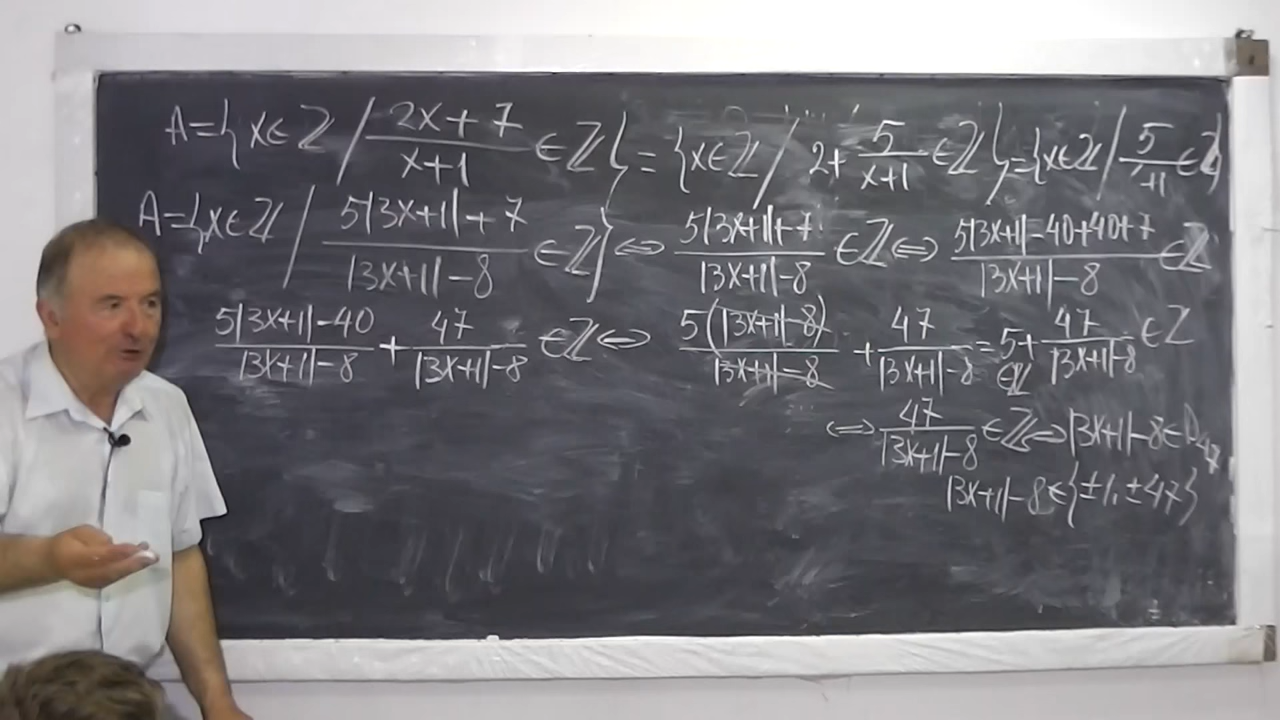 A={x∈ℤ / (2x+7)/(x+1) ∈ℤ} = {x∈ℤ / 2+ 5/(x+1) ∈ℤ} = {x∈ℤ / 5/(+1) ∈ℤ}
A={x∈ℤ / (5|3x+1|+7)/(|3x+1|-8) ∈ℤ} ⇔ (5|3x+1|+7)/(|3x+1|-8) ∈ℤ ⇔ (5|3x+1|-40+40+7)/(|3x+1|-8) ∈ℤ
(5|3x+1|-40)/(|3x+1|-8) + 47/(|3x+1|-8) ∈ℤ ⇔ 5(|3x+1|-8)/(|3x+1|-8) + 47/(|3x+1|-8) = 5+ 47/(|3x+1|-8) ∈ℤ
∈ℤ
⇔ 47/(|3x+1|-8) ∈ℤ ⇔ |3x+1|-8∈D₄₇
|3x+1|-8∈{±1,±47}